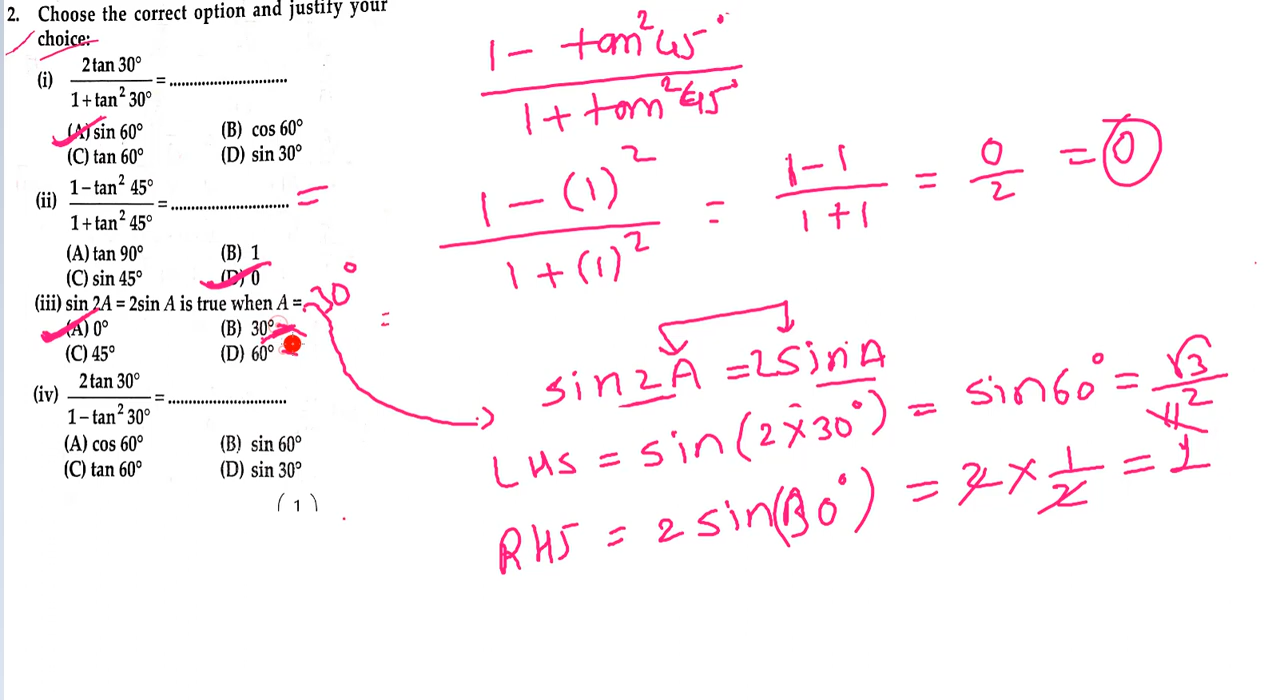 2. Choose the correct option and justify your
choice:
(i) 2 tan 30° / 1 + tan² 30° = ............................
(A) sin 60° (B) cos 60°
(C) tan 60° (D) sin 30°
(ii) 1 − tan² 45° / 1 + tan² 45° = ............................ =
(A) tan 90° (B) 1
(C) sin 45° (D) 0
(iii) sin 2A = 2sin A is true when A = 30°
(A) 0° (B) 30°
(C) 45° (D) 60°
(iv) 2 tan 30° / 1 − tan² 30° = ............................
(A) cos 60° (B) sin 60°
(C) tan 60° (D) sin 30°
(1)
1 − tan² 45° / 1 + tan² 45°
1 − (1)² / 1 + (1)² = 1 − 1 / 1 + 1 = 0 / 2 = 0
=
sin 2A = 2 sin A
LHS = sin (2 × 30°) = sin 60° = √3 / 2
RHS = 2 sin (30°) = 2 × 1 / 2 = 1